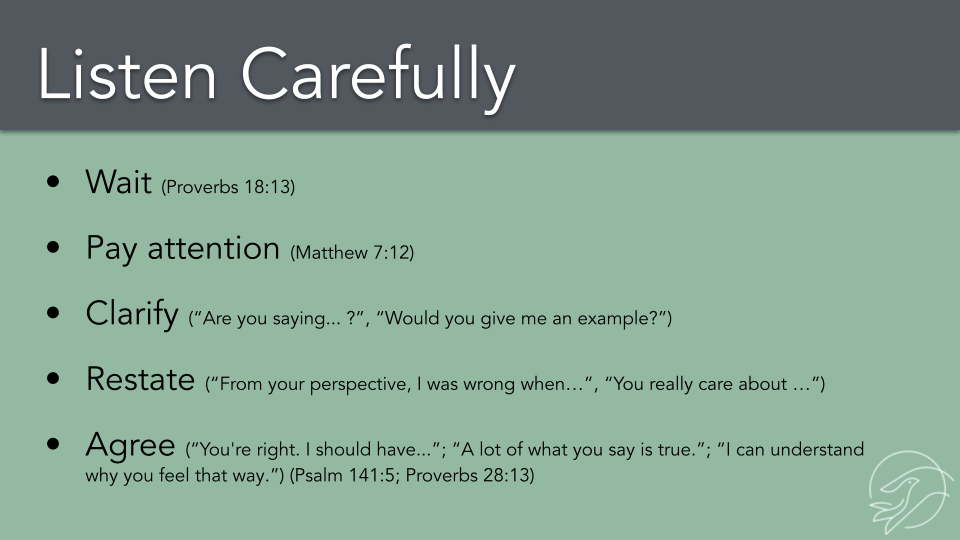 Listen Carefully
• Wait (Proverbs 18:13)
• Pay attention (Matthew 7:12)
• Clarify (“Are you saying... ?”, “Would you give me an example?”)
• Restate (“From your perspective, I was wrong when…”, “You really care about …”)
• Agree (“You're right. I should have...”; “A lot of what you say is true.”; “I can understand
why you feel that way.”) (Psalm 141:5; Proverbs 28:13)